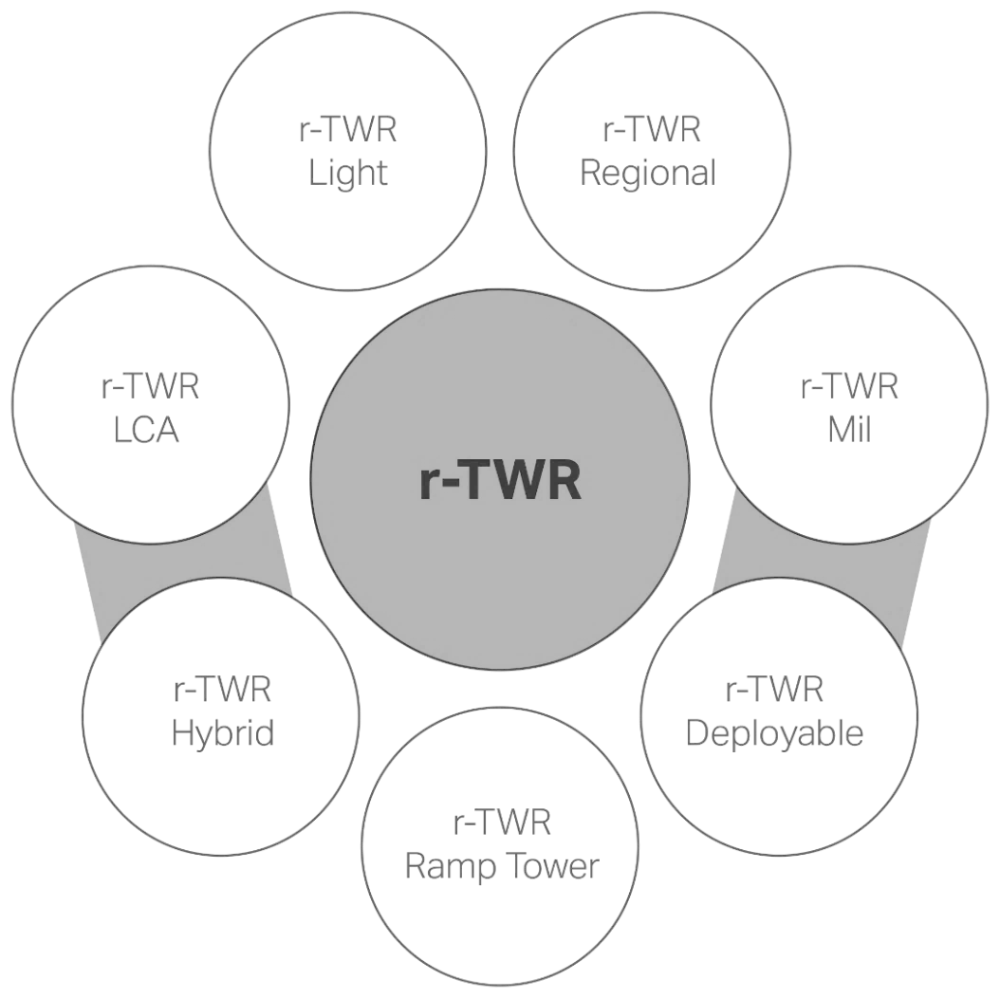 r-TWR
Light
r-TWR
Regional
r-TWR
LCA
r-TWR
Mil
r-TWR
r-TWR
Hybrid
r-TWR
Deployable
r-TWR
Ramp Tower